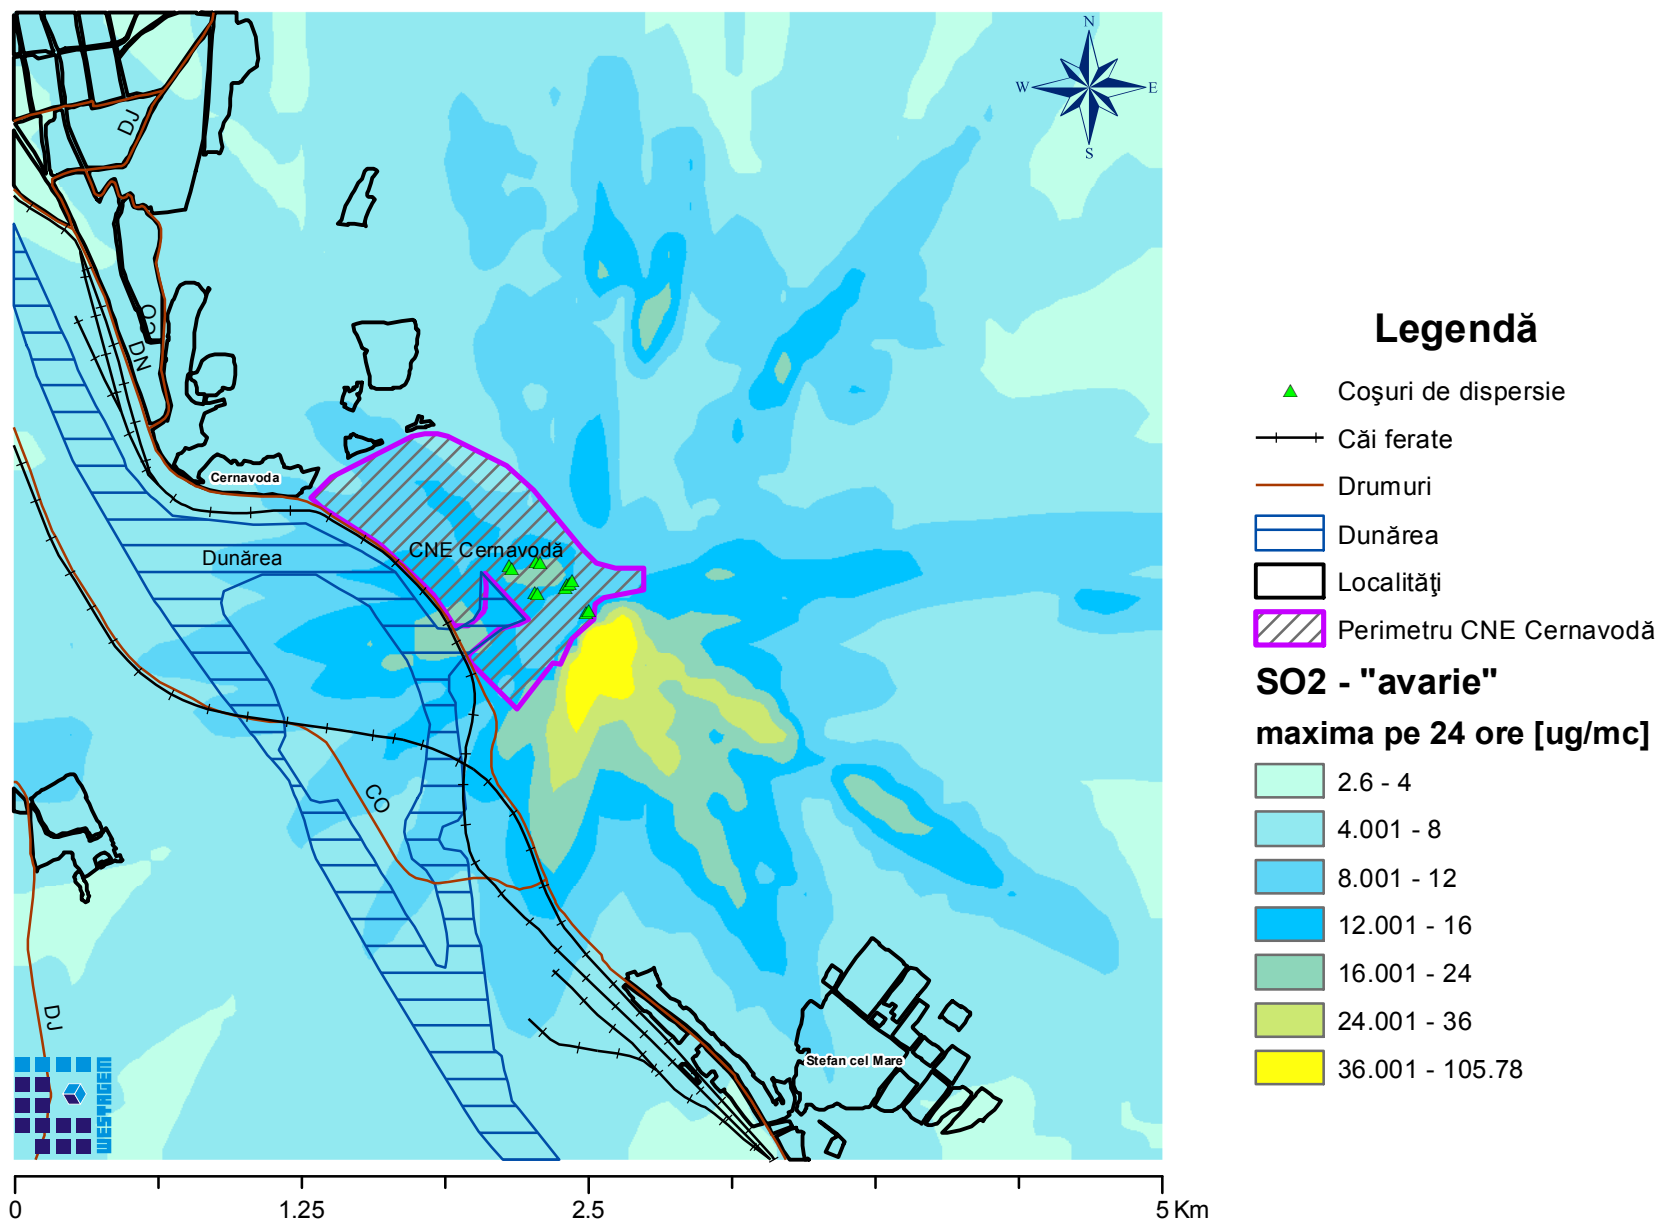 N
W
E
S
DJ
CO
DN
Cernavoda
Dunărea
CNE Cernavodă
CO
DJ
Stefan cel Mare
WESTAGEM
0
1.25
2.5
5 Km
Legendă
Coşuri de dispersie
Căi ferate
Drumuri
Dunărea
Localităţi
Perimetru CNE Cernavodă
SO2 - "avarie"
maxima pe 24 ore [ug/mc]
2.6 - 4
4.001 - 8
8.001 - 12
12.001 - 16
16.001 - 24
24.001 - 36
36.001 - 105.78